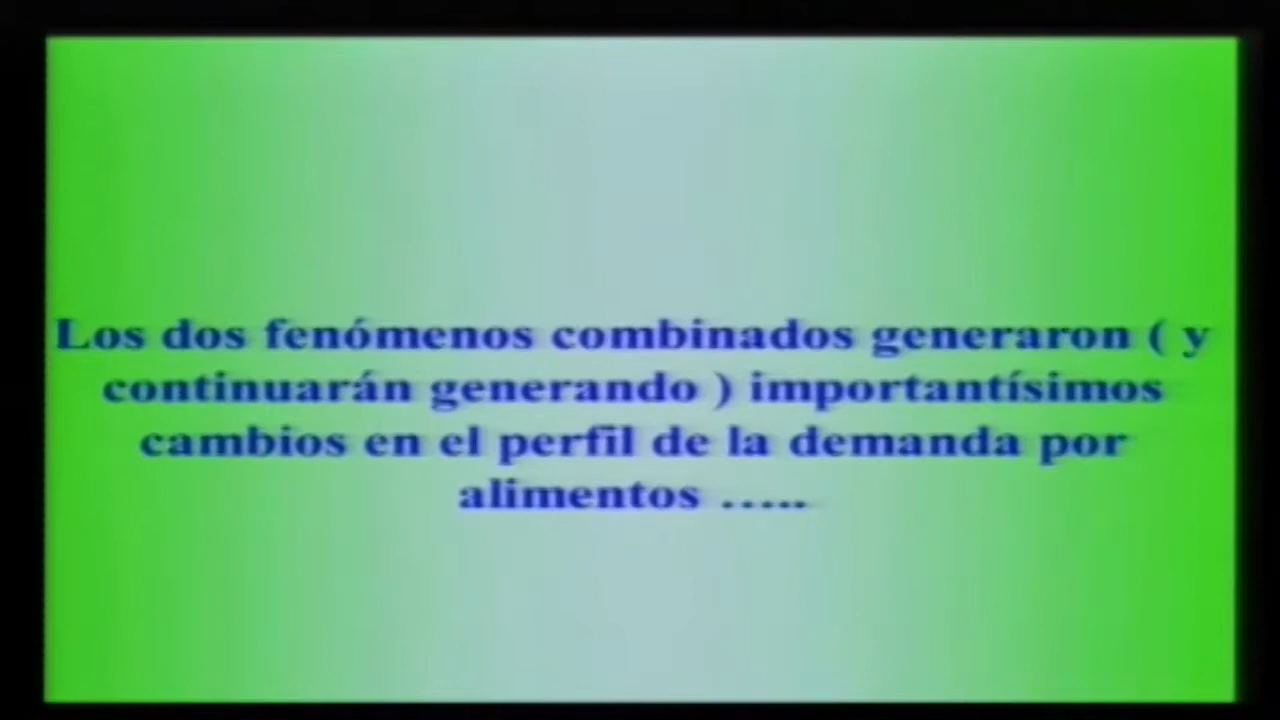 Los dos fenómenos combinados generaron ( y
continuarán generando ) importantísimos
cambios en el perfil de la demanda por
alimentos …..